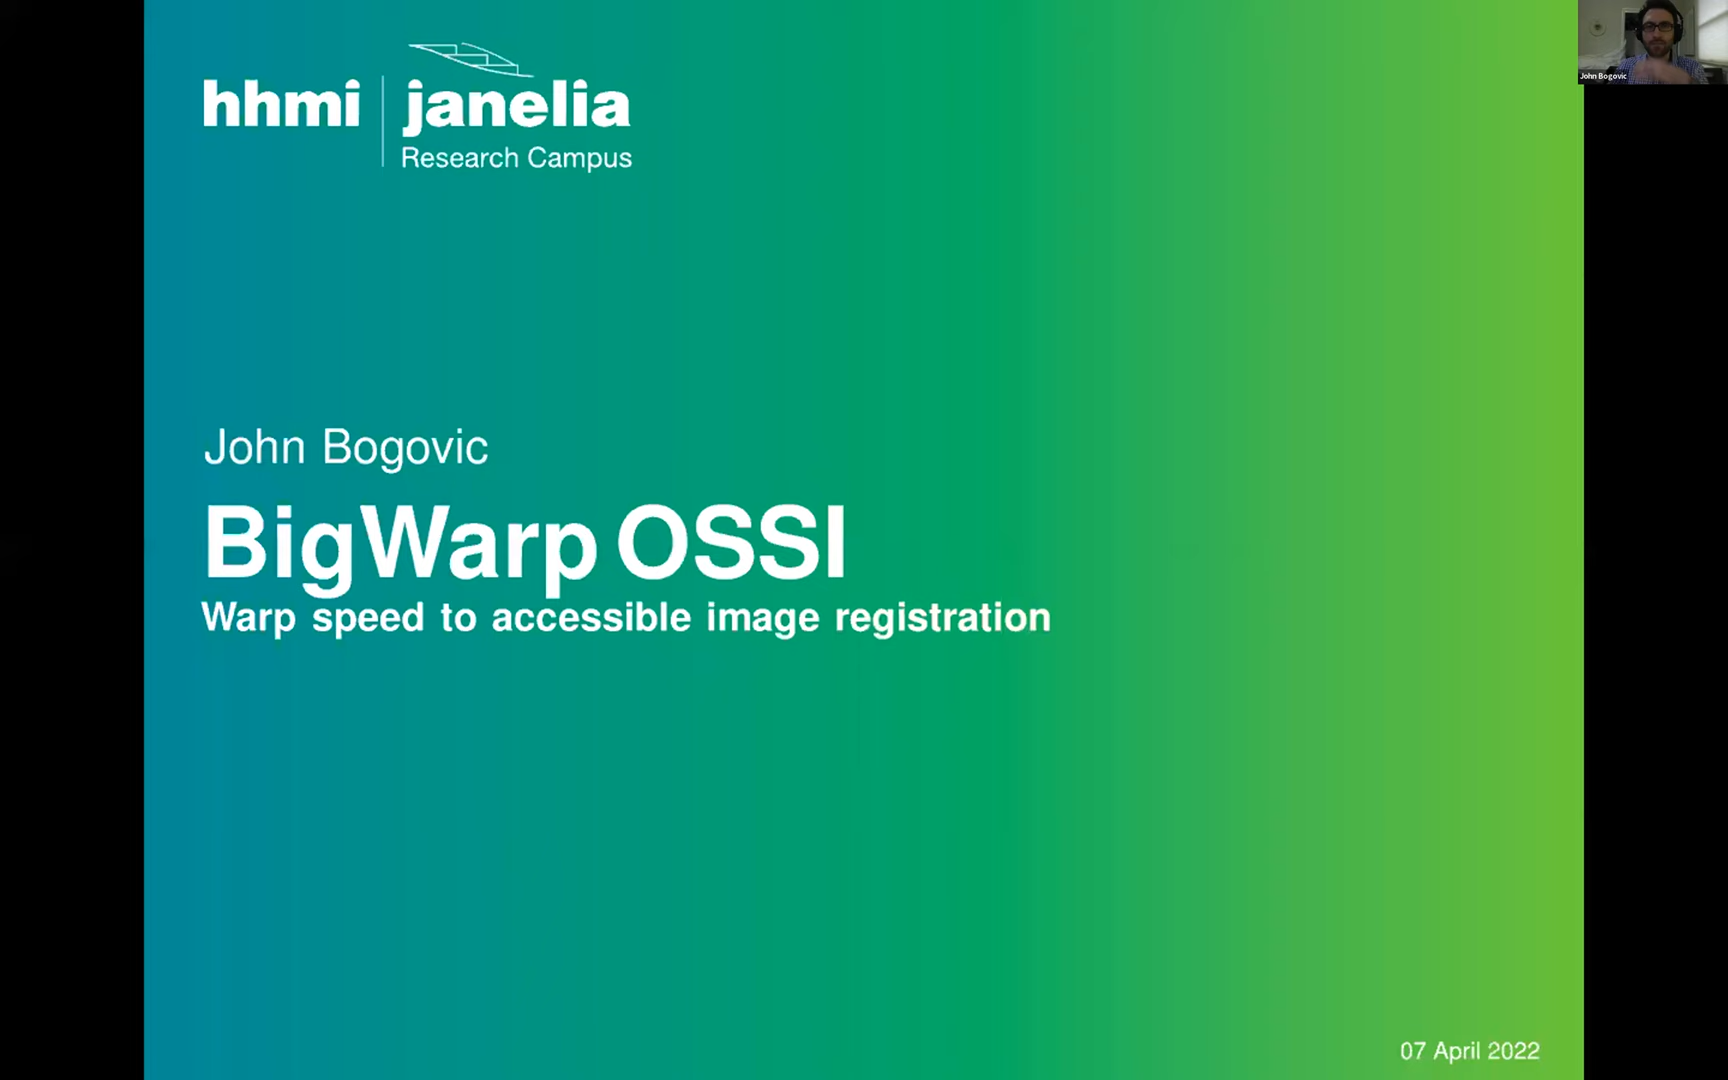 hhmi janelia
Research Campus
John Bogovic
John Bogovic
BigWarp OSSI
Warp speed to accessible image registration
07 April 2022